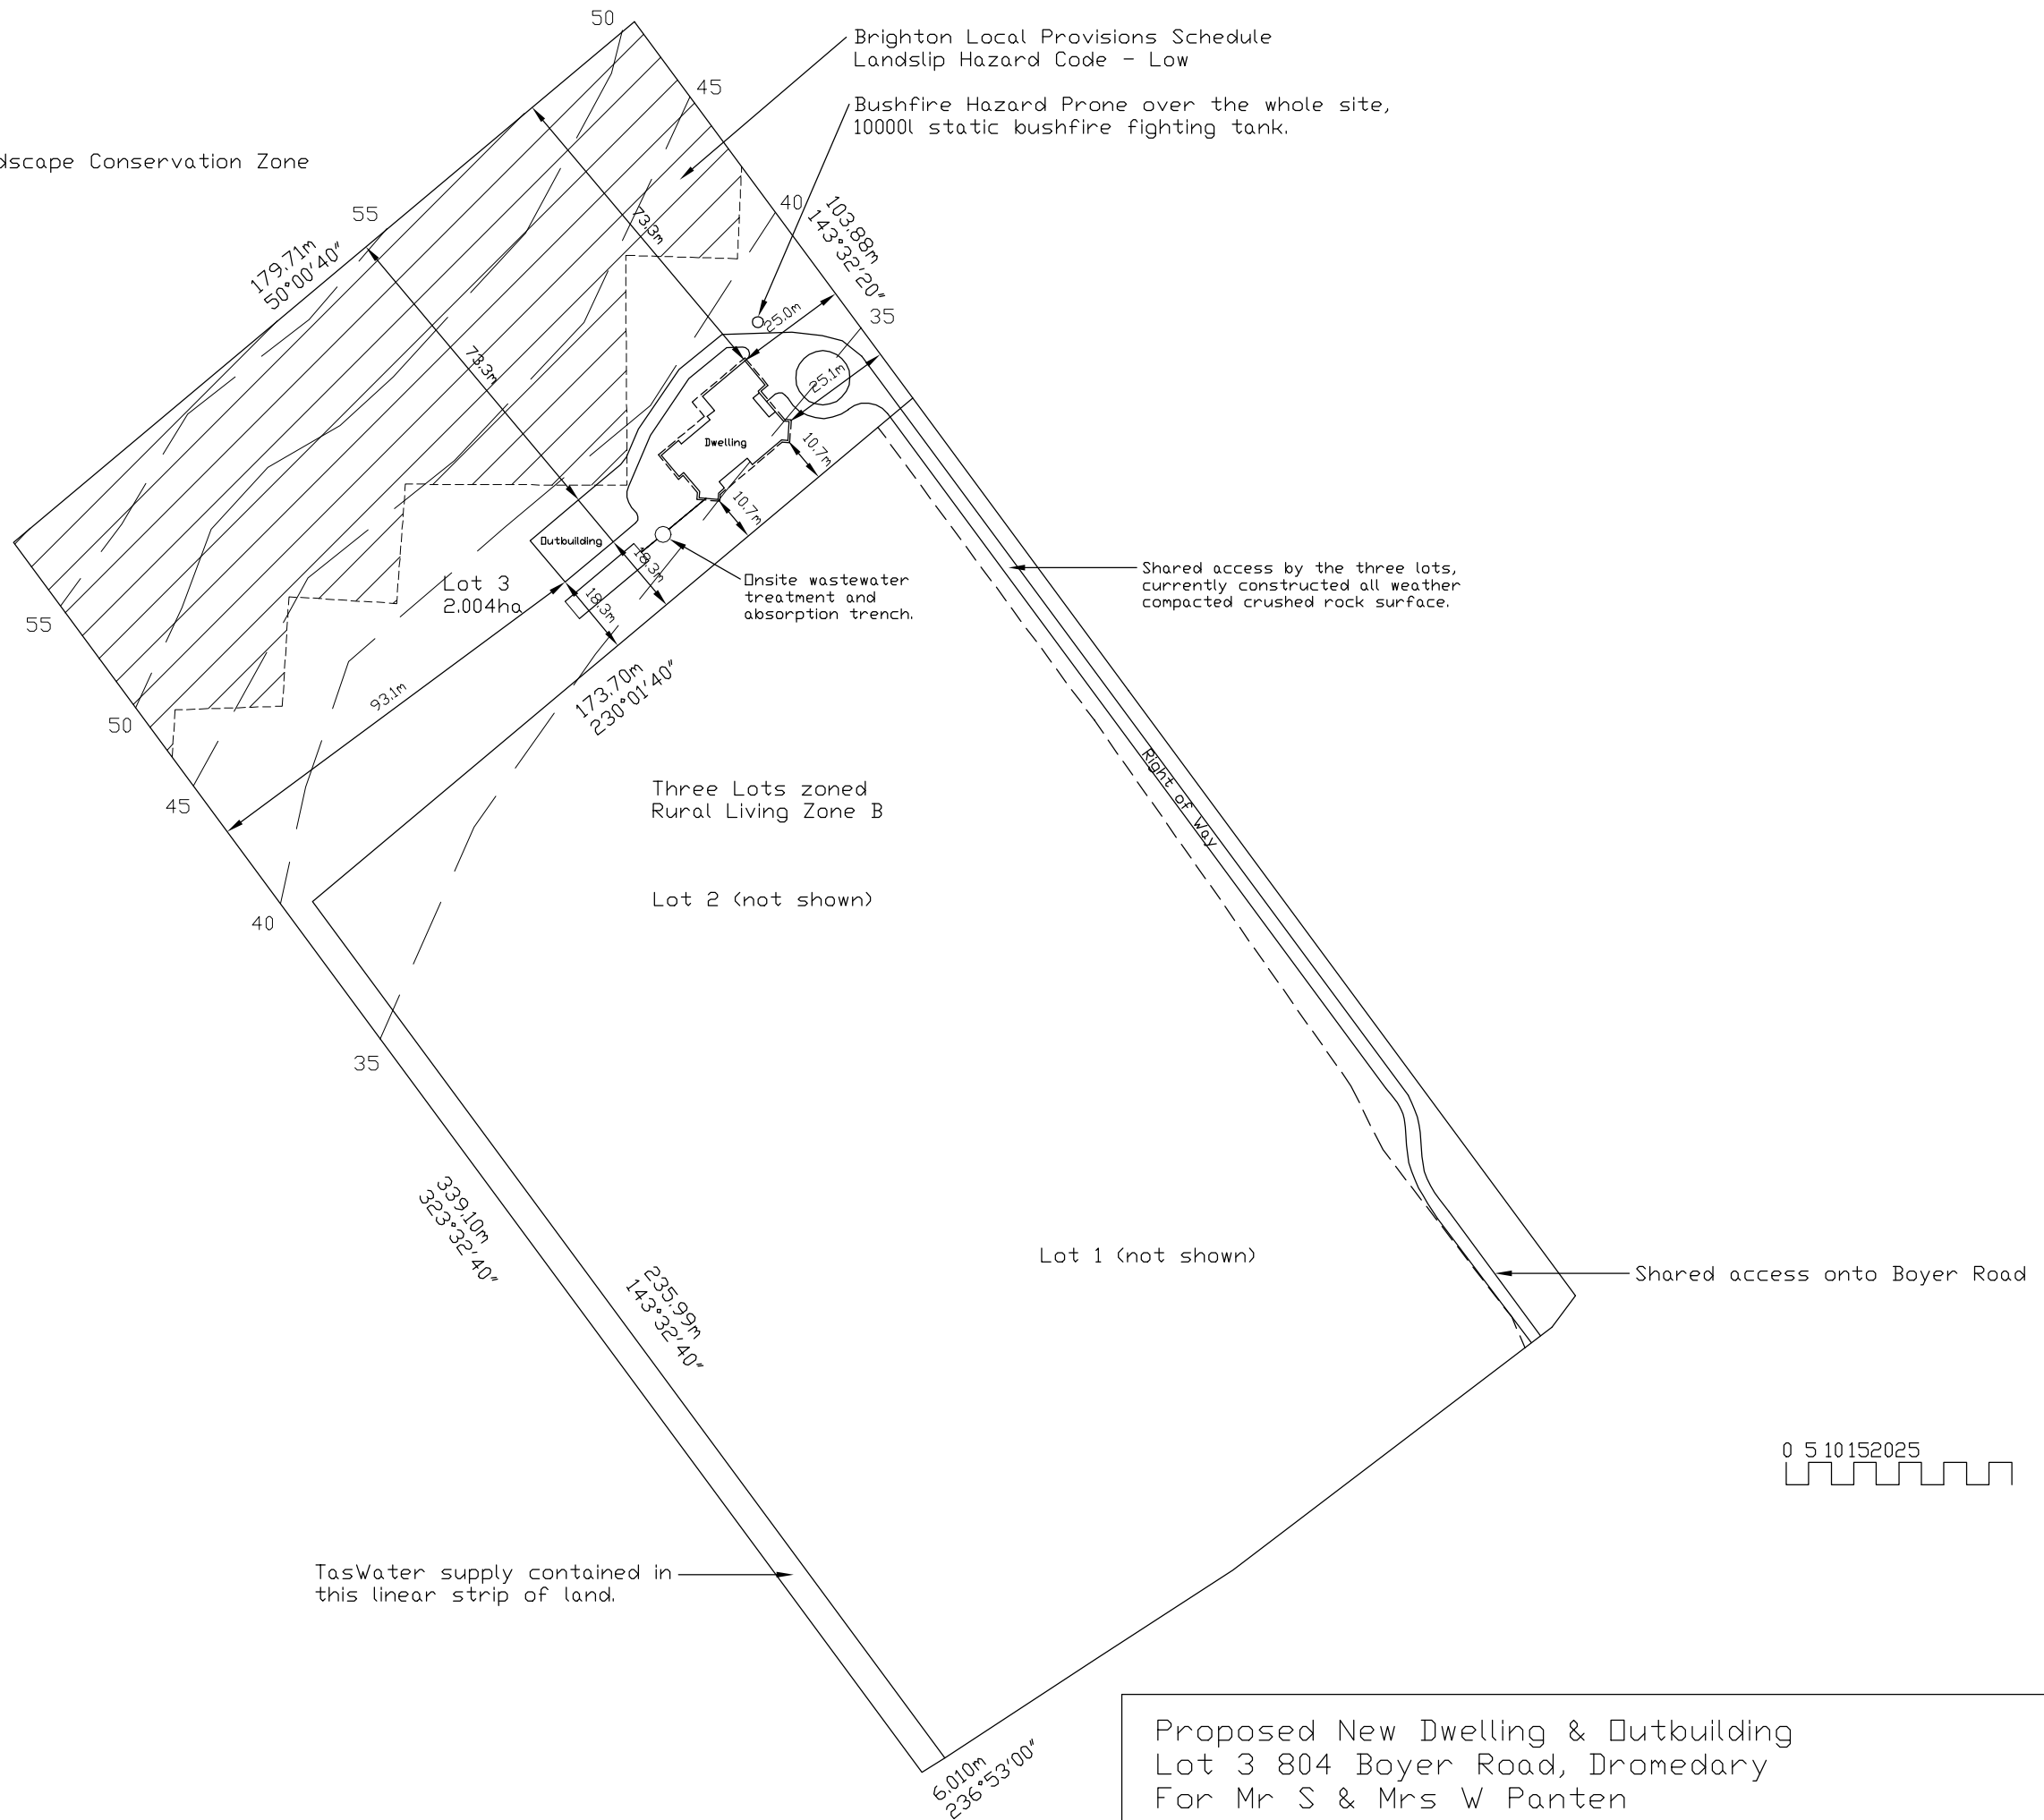 50
Brighton Local Provisions Schedule
Landslip Hazard Code - Low
45
Bushfire Hazard Prone over the whole site,
10000l static bushfire fighting tank.
dscape Conservation Zone
55
40
103.88m
143°32'20"
73.3m
179.71m
50°00'40"
25.0m
35
73.3m
25.1m
Dwelling
10.7m
10.7m
Outbuilding
18.3m
Lot 3
2.004ha
18.3m
Onsite wastewater
treatment and
absorption trench.
Shared access by the three lots,
currently constructed all weather
compacted crushed rock surface.
55
93.1m
173.70m
230°01'40"
50
Three Lots zoned
Rural Living Zone B
45
Right of Way
Lot 2 (not shown)
40
35
339.10m
323°32'40"
Lot 1 (not shown)
Shared access onto Boyer Road
235.99m
143°32'40"
0 5 10 15 20 25
TasWater supply contained in
this linear strip of land.
6.010m
236°53'00"
Proposed New Dwelling & Outbuilding
Lot 3 804 Boyer Road, Dromedary
For Mr S & Mrs W Panten